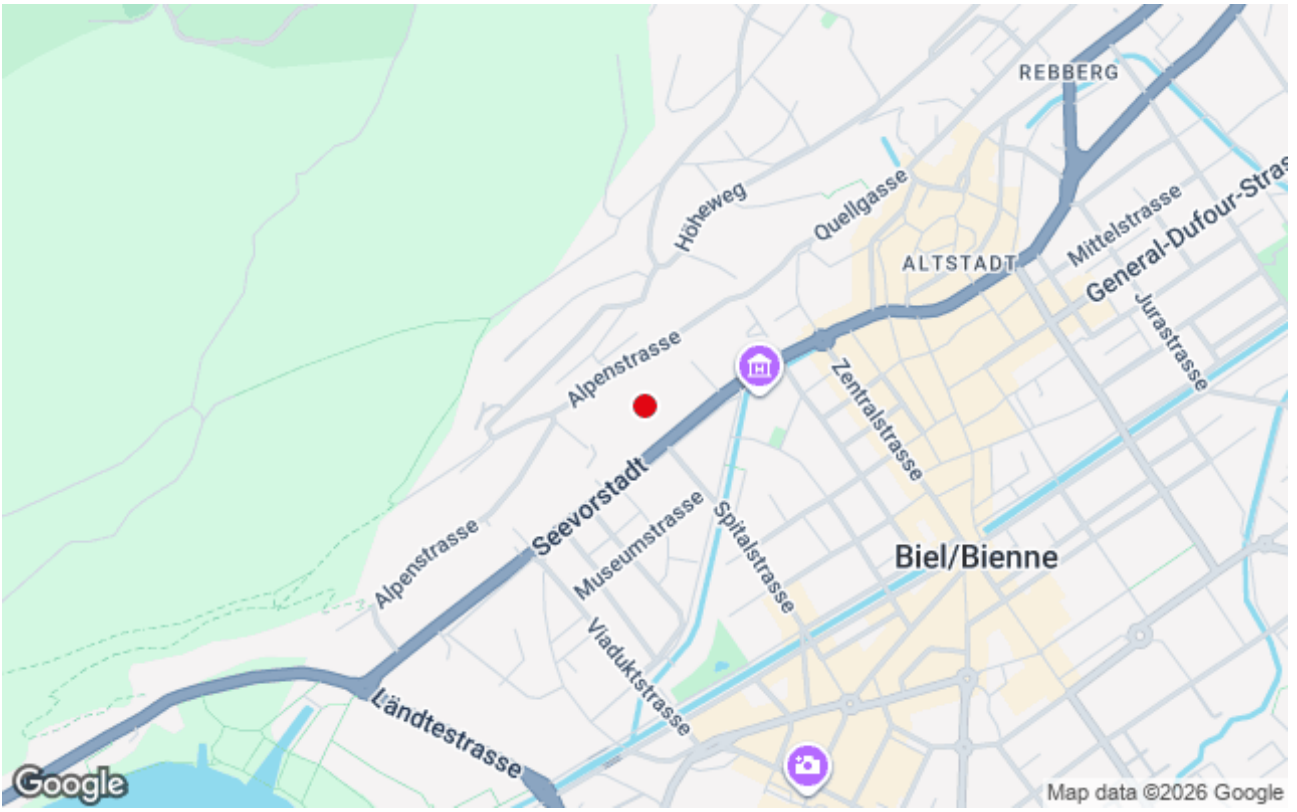 REBBERG
Höheweg
Quellgasse
ALTSTADT
Mittelstrasse
General-Dufour-Stras
Jurastrasse
Alpenstrasse
Zentralstrasse
Seevorstadt
Museumstrasse
Spitalstrasse
Biel/Bienne
Alpenstrasse
Viaduktstrasse
Ländtestrasse
Google
Map data ©2026 Google